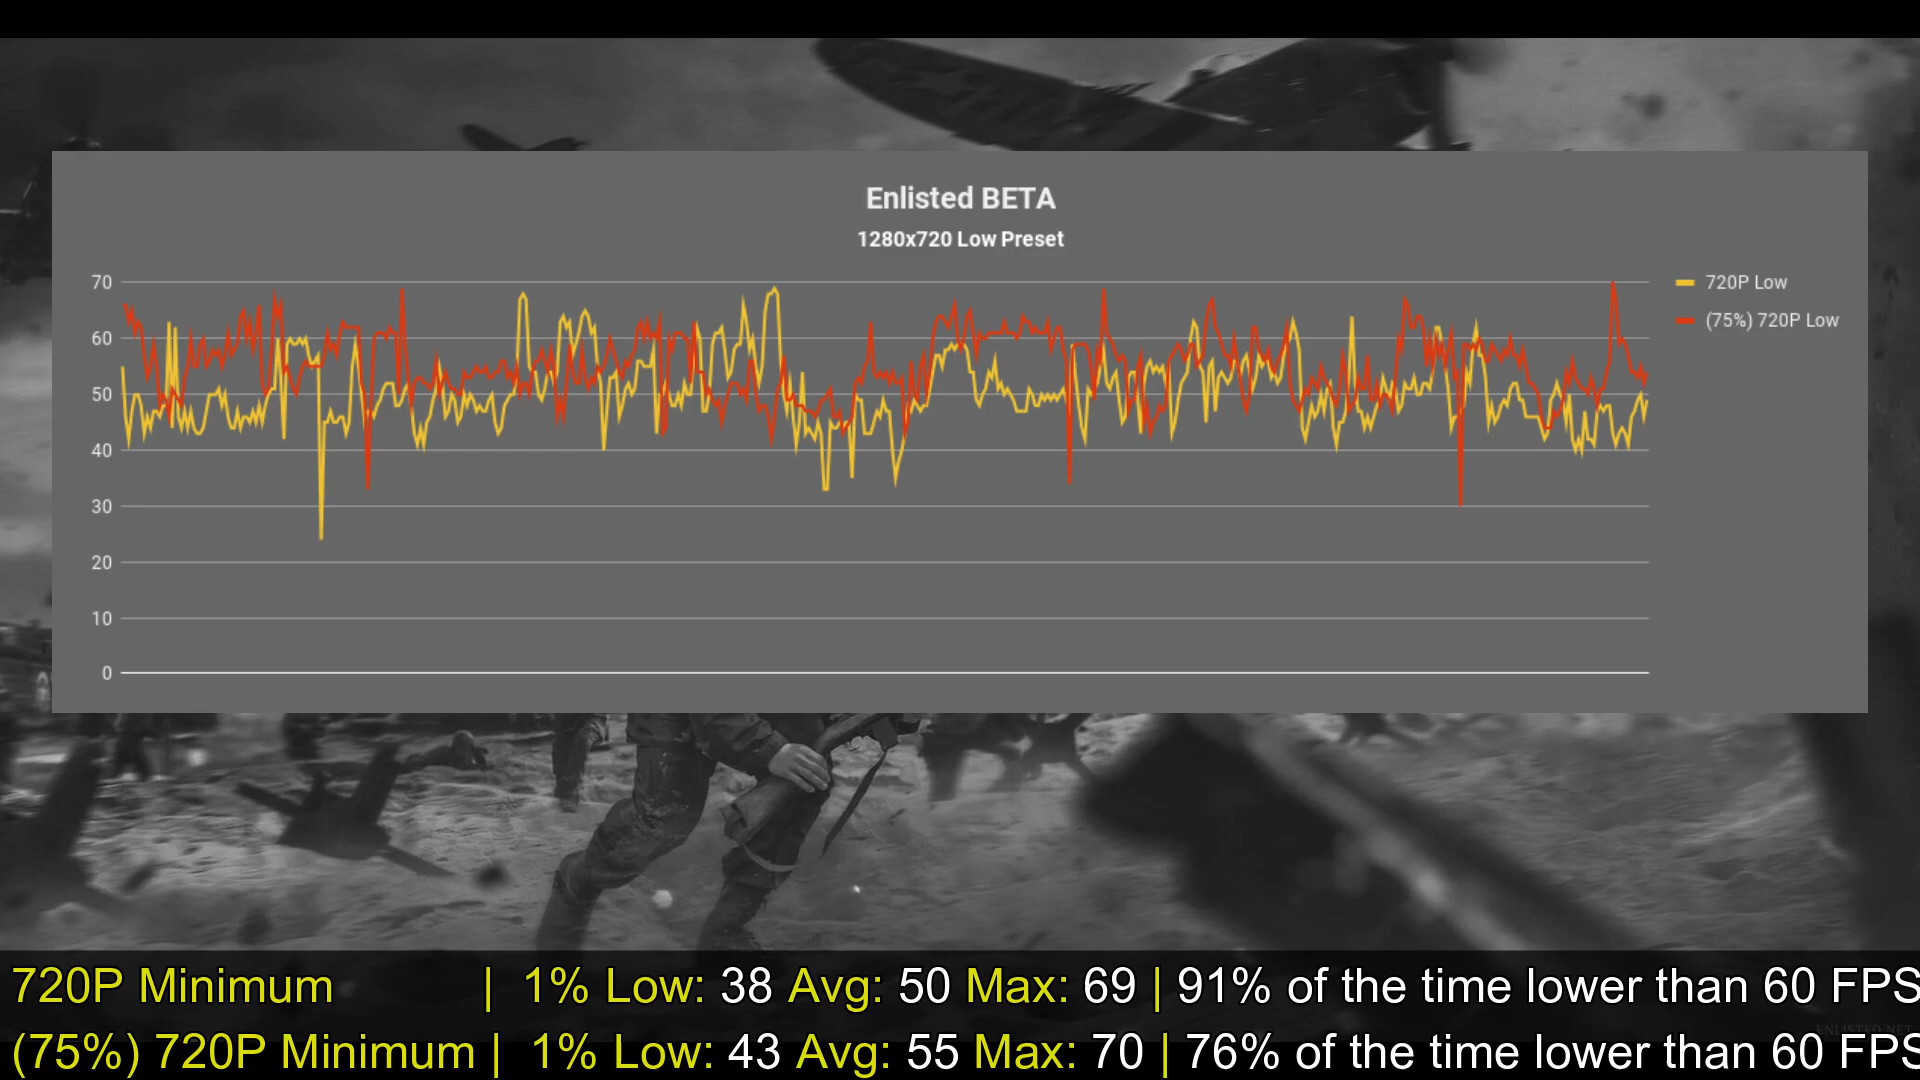 Enlisted BETA
1280x720 Low Preset
70
60
50
40
30
20
10
0
720P Low
(75%) 720P Low
720P Minimum | 1% Low: 38 Avg: 50 Max: 69 | 91% of the time lower than 60 FPS
ENLISTED.NET
(75%) 720P Minimum | 1% Low: 43 Avg: 55 Max: 70 | 76% of the time lower than 60 FPS